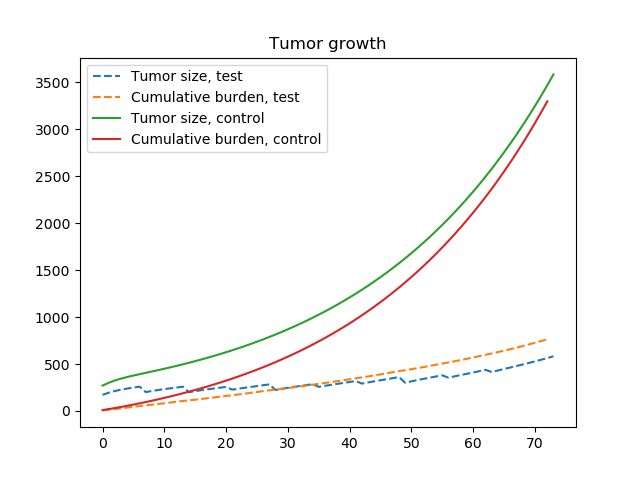 Tumor growth
Tumor size, test
Cumulative burden, test
Tumor size, control
Cumulative burden, control
3500
3000
2500
2000
1500
1000
500
0
0 10 20 30 40 50 60 70